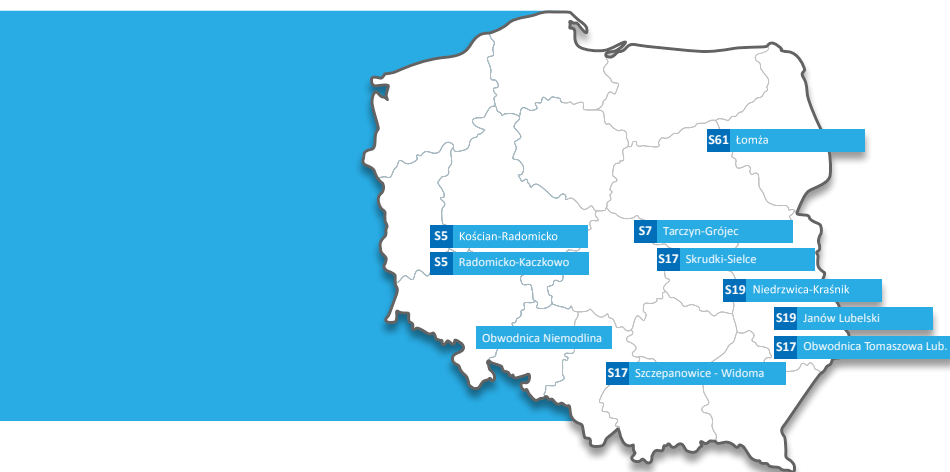 S61 Łomża
S5 Kościan-Radomicko
S7 Tarczyn-Grójec
S5 Radomicko-Kaczkowo
S17 Skrudki-Sielce
S19 Niedrzwica-Kraśnik
S19 Janów Lubelski
Obwodnica Niemodlina
S17 Obwodnica Tomaszowa Lub.
S17 Szczepanowice - Widoma